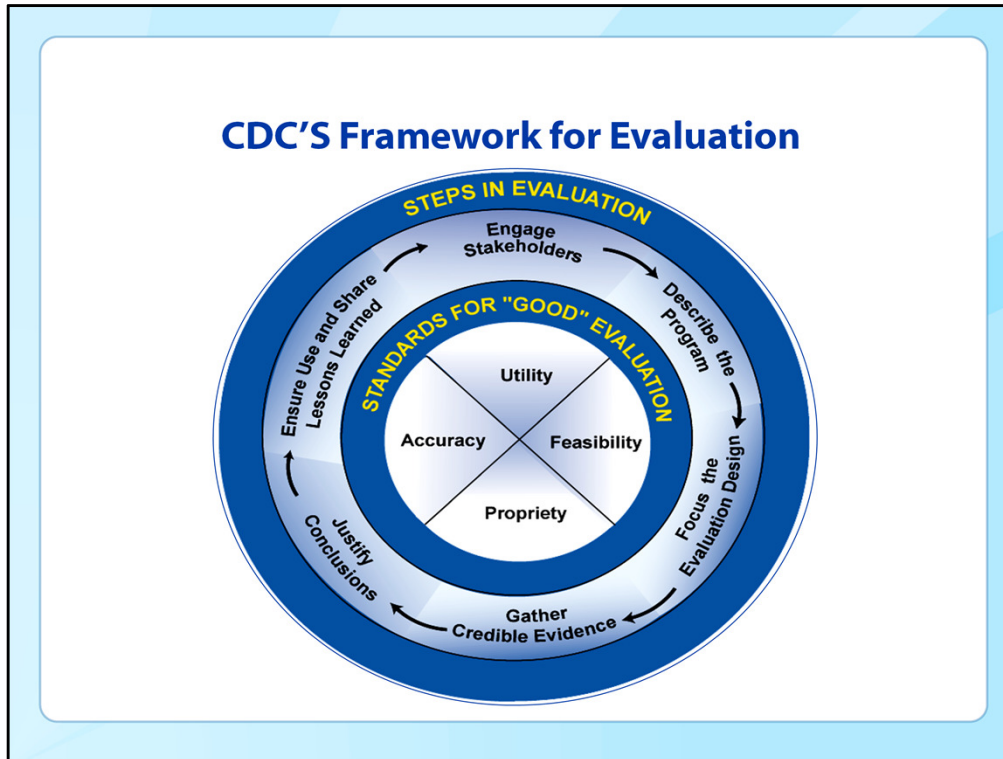 CDC'S Framework for Evaluation
STEPS IN EVALUATION
Engage
Stakeholders
Describe the
Program
Focus the
Evaluation Design
Gather
Credible Evidence
Justify
Conclusions
Ensure Use and Share
Lessons Learned
STANDARDS FOR "GOOD" EVALUATION
Utility
Accuracy
Feasibility
Propriety